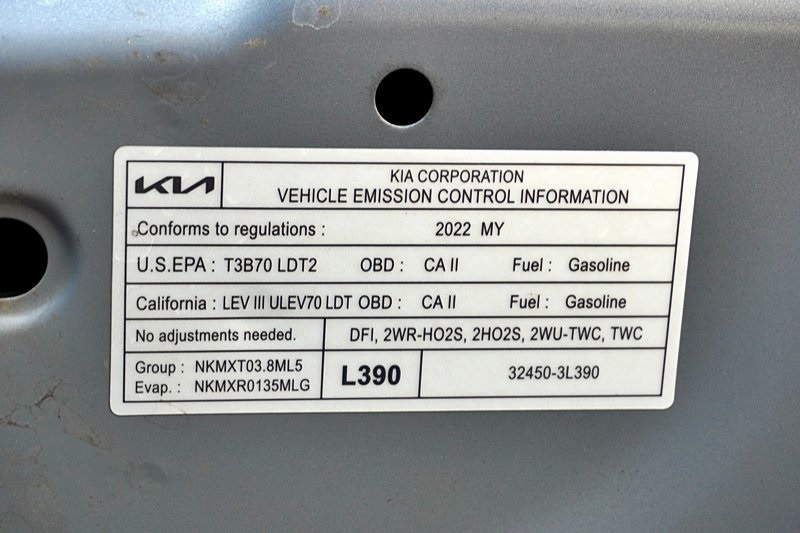 KIA
KIA CORPORATION
VEHICLE EMISSION CONTROL INFORMATION
Conforms to regulations : 2022 MY
U.S.EPA : T3B70 LDT2 OBD : CA II Fuel : Gasoline
California : LEV III ULEV70 LDT OBD : CA II Fuel : Gasoline
No adjustments needed. DFI, 2WR-HO2S, 2HO2S, 2WU-TWC, TWC
Group : NKMXT03.8ML5
Evap. : NKMXR0135MLG
L390
32450-3L390